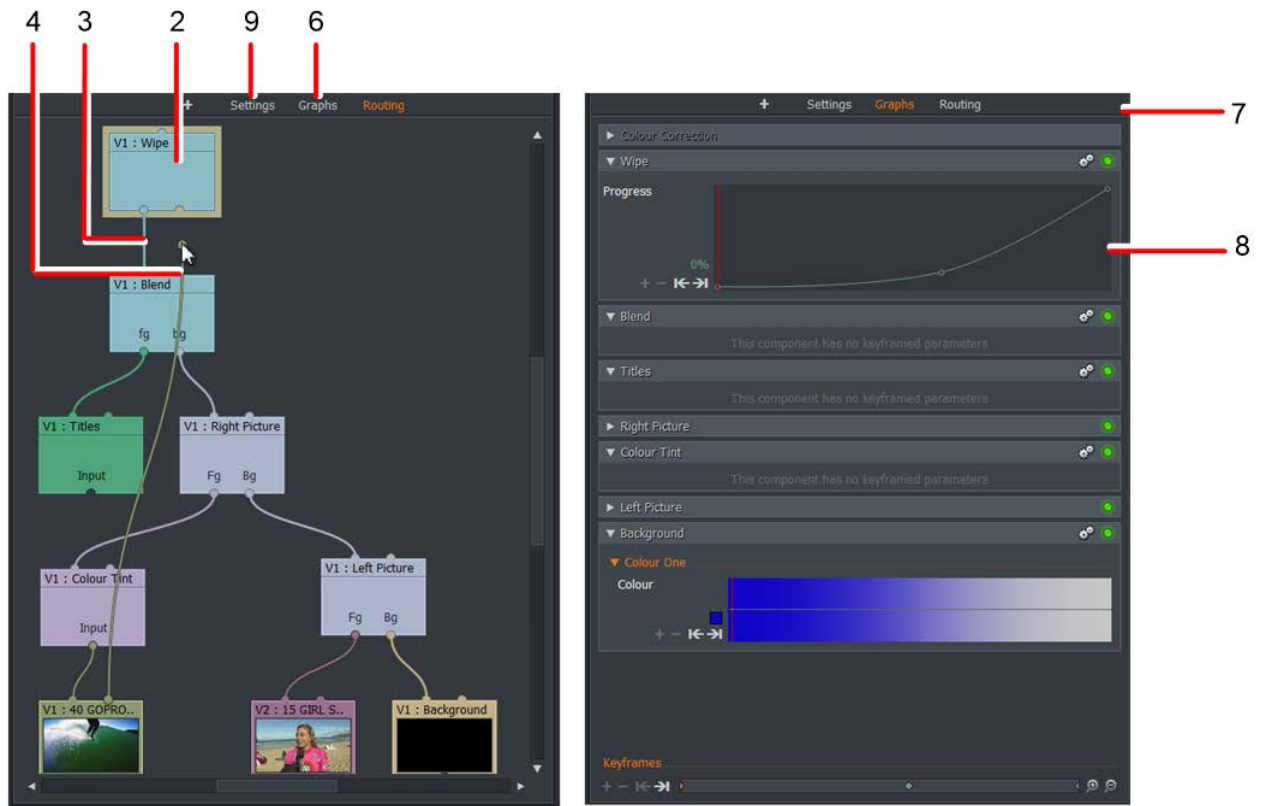 4 3 2 9 6
+ Settings Graphs Routing
V1 : Wipe
V1 : Blend
fg bg
V1 : Titles
Input
V1 : Right Picture
Fg Bg
V1 : Colour Tint
Input
V1 : Left Picture
Fg Bg
V1 : 40 GOPRO..
V2 : 15 GIRL S..
V1 : Background
+ Settings Graphs Routing
7
Colour Correction
Wipe
Progress
8
0%
+ -
Blend
This component has no keyframed parameters
Titles
This component has no keyframed parameters
Right Picture
Colour Tint
This component has no keyframed parameters
Left Picture
Background
Colour One
Colour
+ -
Keyframes
+ -